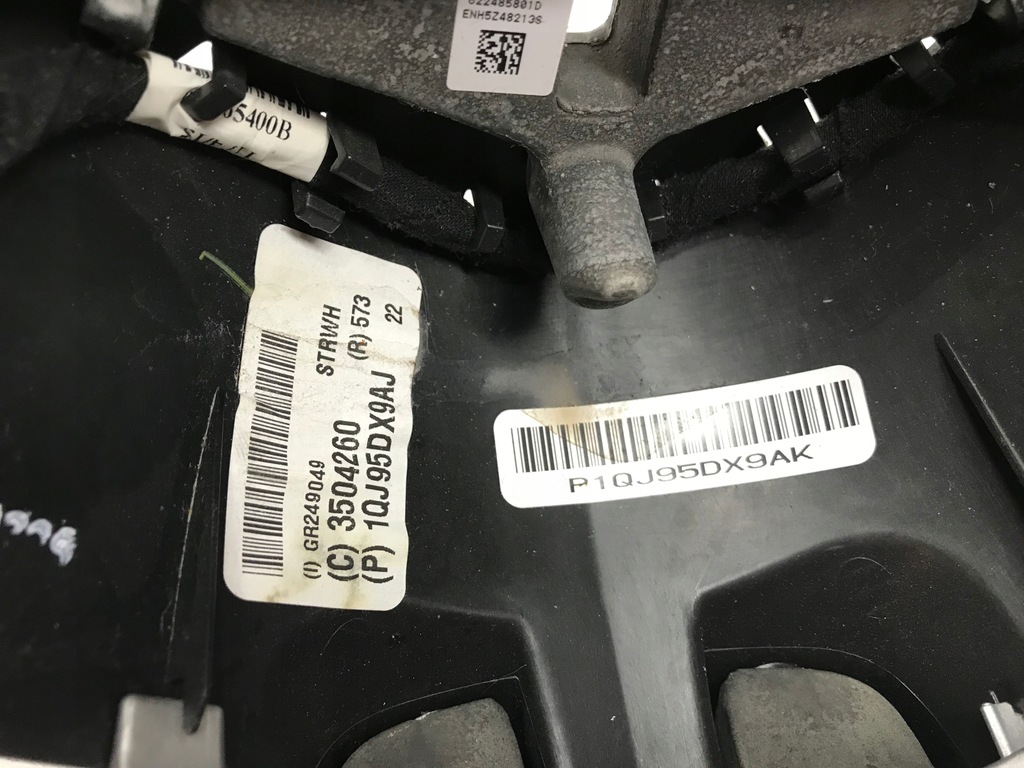 622485801D
ENH5Z48213S
05400B
STRWH
(R) 573
22
(I) GR249049
(C) 3504260
(P) 1QJ95DX9AJ
P1QJ95DX9AK